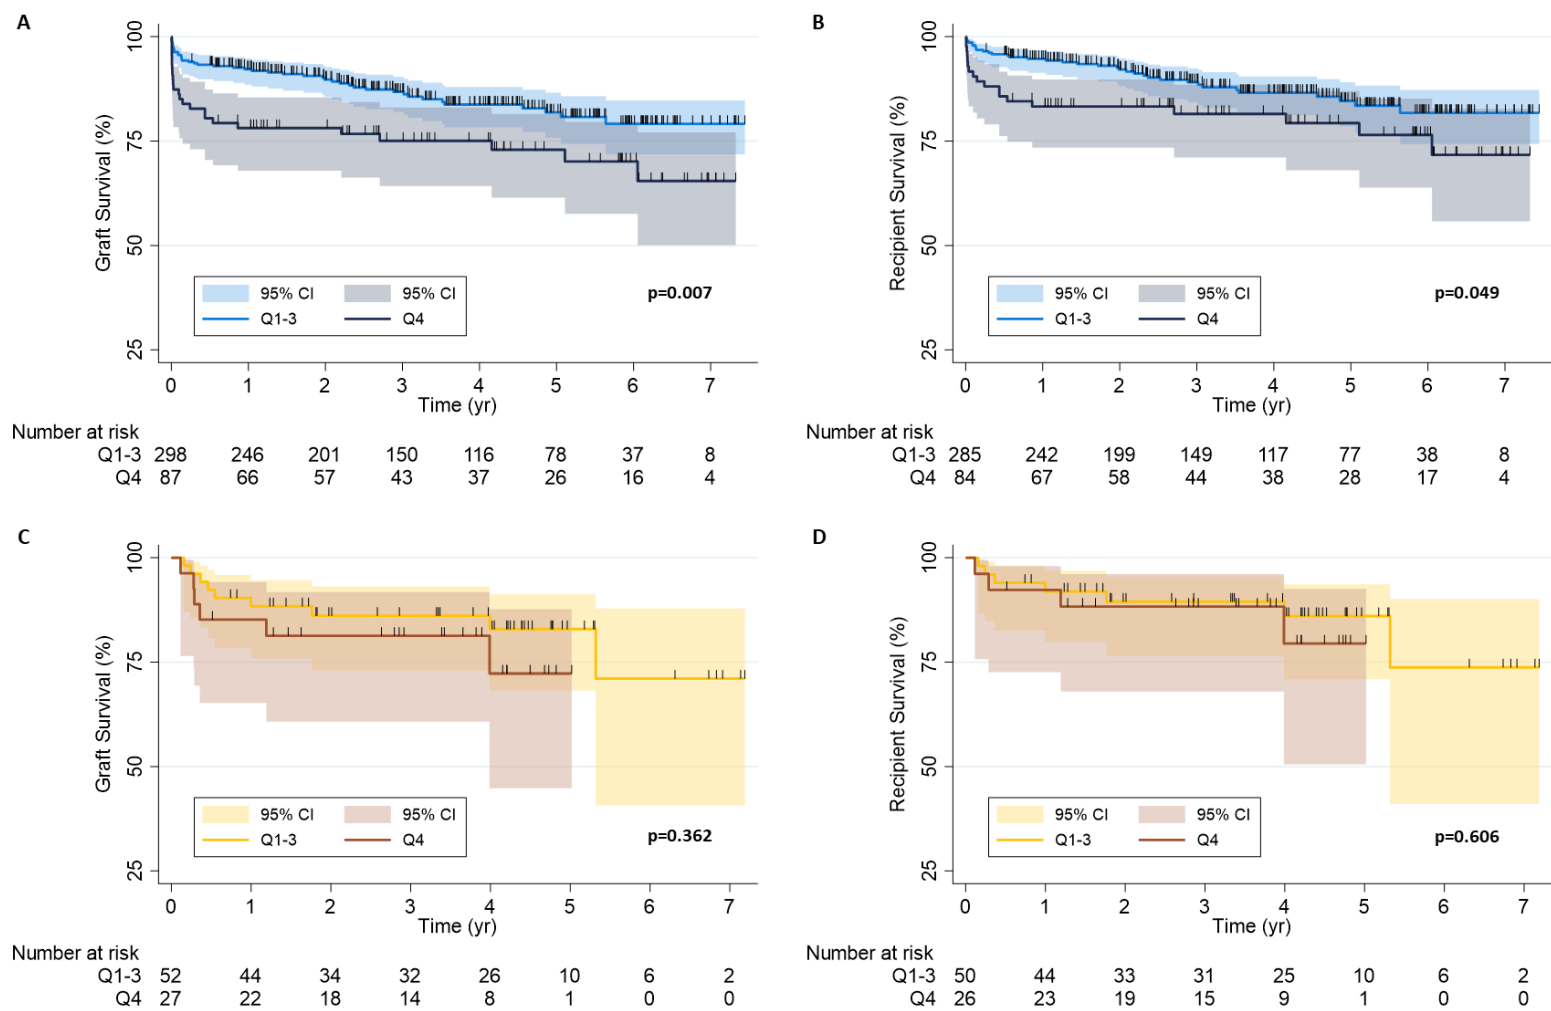 A
Graft Survival (%)
100
75
50
25
95% CI 95% CI
Q1-3 Q4
p=0.007
0 1 2 3 4 5 6 7
Time (yr)
Number at risk
Q1-3 298 246 201 150 116 78 37 8
Q4 87 66 57 43 37 26 16 4
B
Recipient Survival (%)
100
75
50
25
95% CI 95% CI
Q1-3 Q4
p=0.049
0 1 2 3 4 5 6 7
Time (yr)
Number at risk
Q1-3 285 242 199 149 117 77 38 8
Q4 84 67 58 44 38 28 17 4
C
Graft Survival (%)
100
75
50
25
95% CI 95% CI
Q1-3 Q4
p=0.362
0 1 2 3 4 5 6 7
Time (yr)
Number at risk
Q1-3 52 44 34 32 26 10 6 2
Q4 27 22 18 14 8 1 0 0
D
Recipient Survival (%)
100
75
50
25
95% CI 95% CI
Q1-3 Q4
p=0.606
0 1 2 3 4 5 6 7
Time (yr)
Number at risk
Q1-3 50 44 33 31 25 10 6 2
Q4 26 23 19 15 9 1 0 0